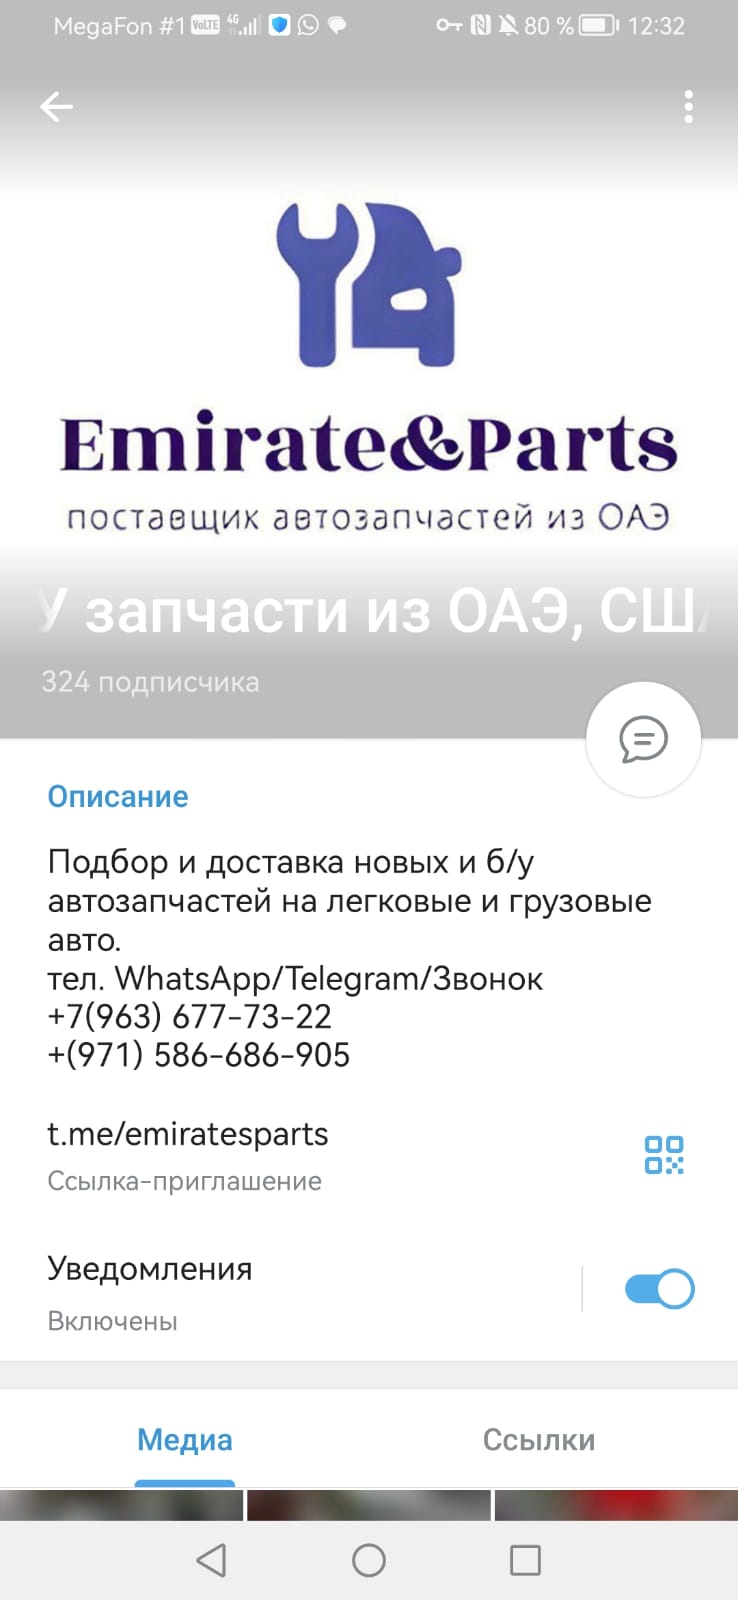 MegaFon #1 VoLTE 4G 80 % 12:32
Emirate&Parts
поставщик автозапчастей из ОАЭ
У запчасти из ОАЭ, США
324 подписчика
Описание
Подбор и доставка новых и б/у
автозапчастей на легковые и грузовые
авто.
тел. WhatsApp/Telegram/Звонок
+7(963) 677-73-22
+(971) 586-686-905
t.me/emiratesparts
Ссылка-приглашение
Уведомления
Включены
Медиа Ссылки